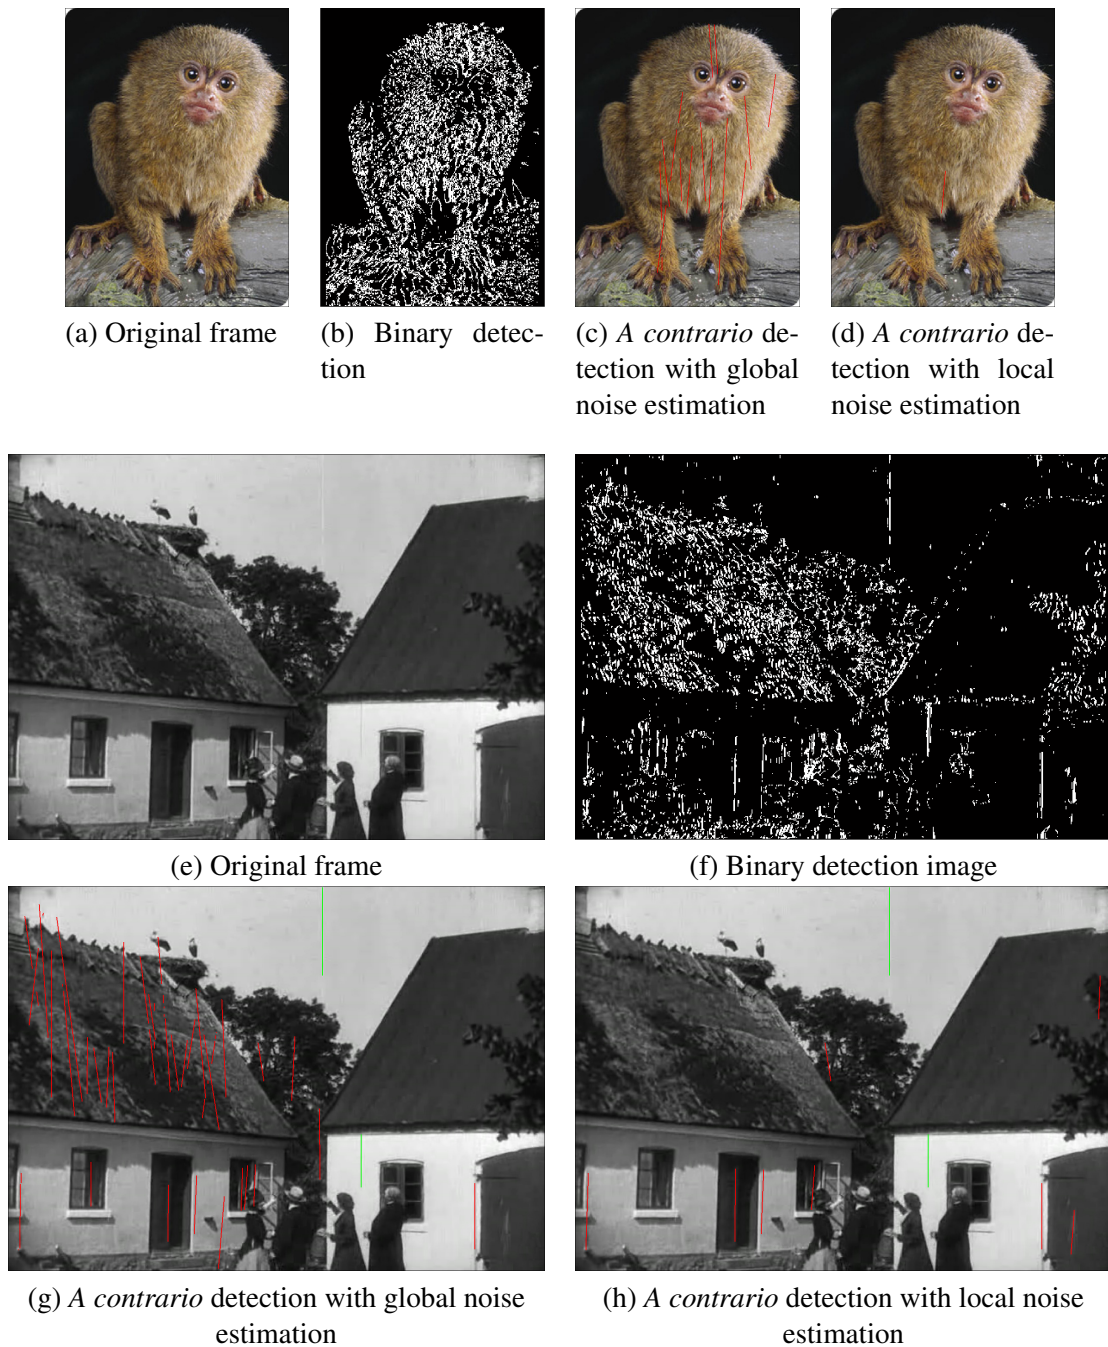 (a) Original frame
(b) Binary detec-
tion
(c) A contrario de-
tection with global
noise estimation
(d) A contrario de-
tection with local
noise estimation
(e) Original frame
(f) Binary detection image
(g) A contrario detection with global noise
estimation
(h) A contrario detection with local noise
estimation